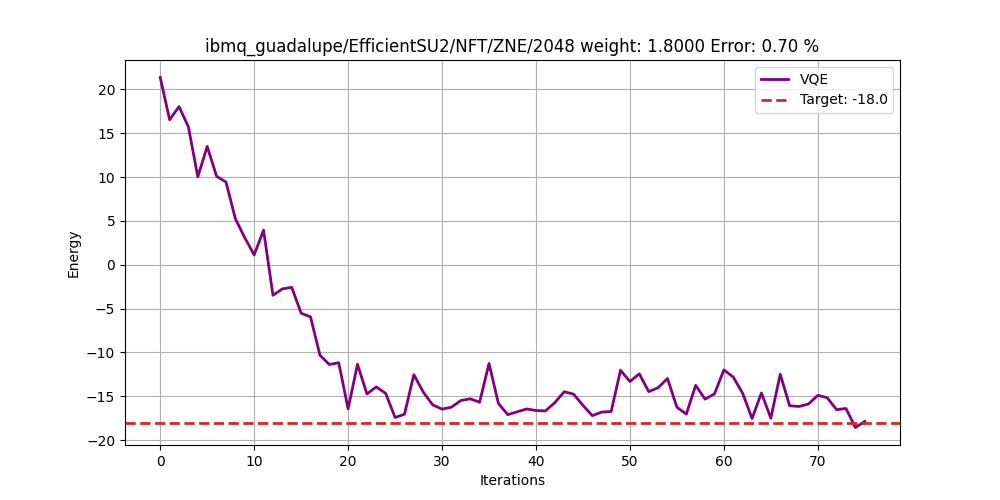 ibmq_guadalupe/EfficientSU2/NFT/ZNE/2048 weight: 1.8000 Error: 0.70 %
VQE
Target: -18.0
Energy
20
15
10
5
0
−5
−10
−15
−20
0 10 20 30 40 50 60 70
Iterations